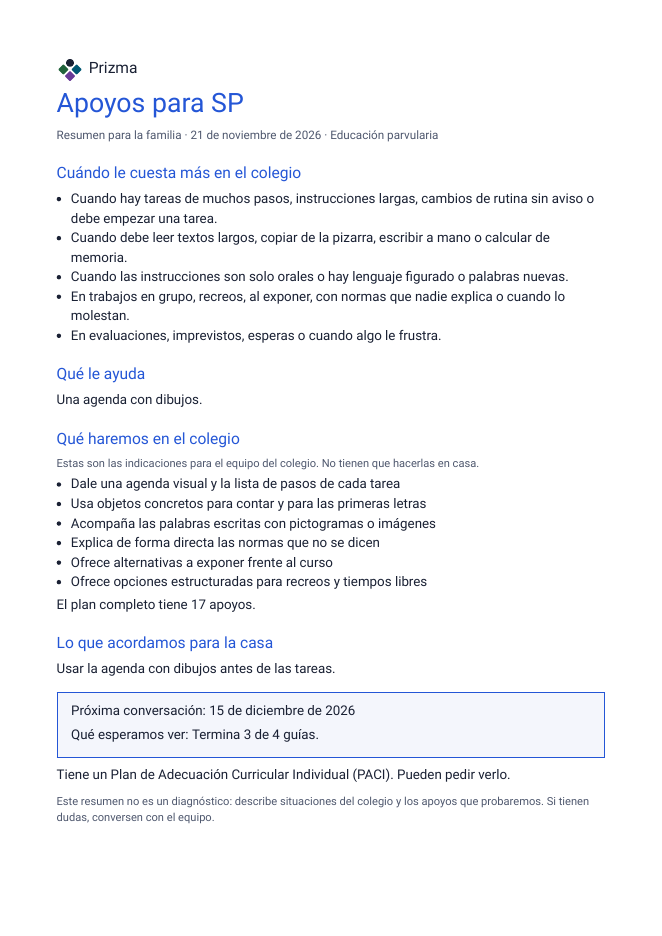 Prizma
Apoyos para SP
Resumen para la familia · 21 de noviembre de 2026 · Educación parvularia
Cuándo le cuesta más en el colegio
• Cuando hay tareas de muchos pasos, instrucciones largas, cambios de rutina sin aviso o
debe empezar una tarea.
• Cuando debe leer textos largos, copiar de la pizarra, escribir a mano o calcular de
memoria.
• Cuando las instrucciones son solo orales o hay lenguaje figurado o palabras nuevas.
• En trabajos en grupo, recreos, al exponer, con normas que nadie explica o cuando lo
molestan.
• En evaluaciones, imprevistos, esperas o cuando algo le frustra.
Qué le ayuda
Una agenda con dibujos.
Qué haremos en el colegio
Estas son las indicaciones para el equipo del colegio. No tienen que hacerlas en casa.
• Dale una agenda visual y la lista de pasos de cada tarea
• Usa objetos concretos para contar y para las primeras letras
• Acompaña las palabras escritas con pictogramas o imágenes
• Explica de forma directa las normas que no se dicen
• Ofrece alternativas a exponer frente al curso
• Ofrece opciones estructuradas para recreos y tiempos libres
El plan completo tiene 17 apoyos.
Lo que acordamos para la casa
Usar la agenda con dibujos antes de las tareas.
Próxima conversación: 15 de diciembre de 2026
Qué esperamos ver: Termina 3 de 4 guías.
Tiene un Plan de Adecuación Curricular Individual (PACI). Pueden pedir verlo.
Este resumen no es un diagnóstico: describe situaciones del colegio y los apoyos que probaremos. Si tienen
dudas, conversen con el equipo.